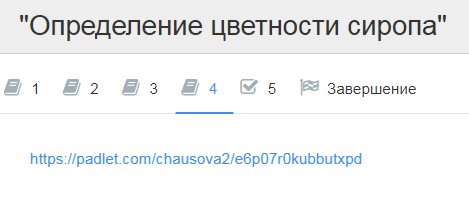 "Определение цветности сиропа"
1 2 3 4 5 Завершение
https://padlet.com/chausova2/e6p07r0kubbutxpd